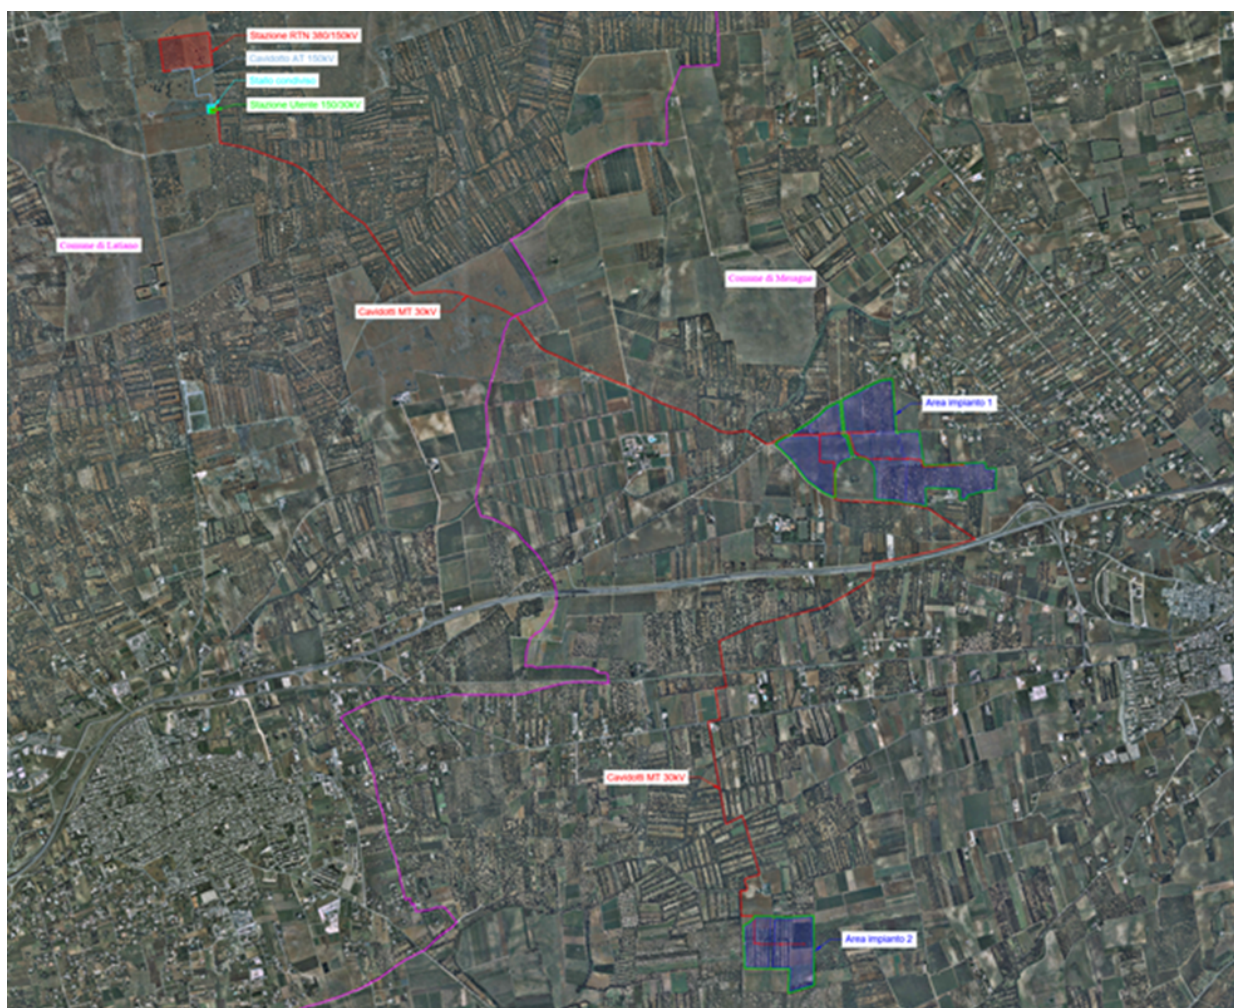 Stazione RTN 380/150kV
Cavidotto AT 150kV
Stallo condiviso
Stazione Utente 150/30kV
Comune di Latiano
Comune di Mesagne
Cavidotti MT 30kV
Area impianto 1
Cavidotti MT 30kV
Area impianto 2